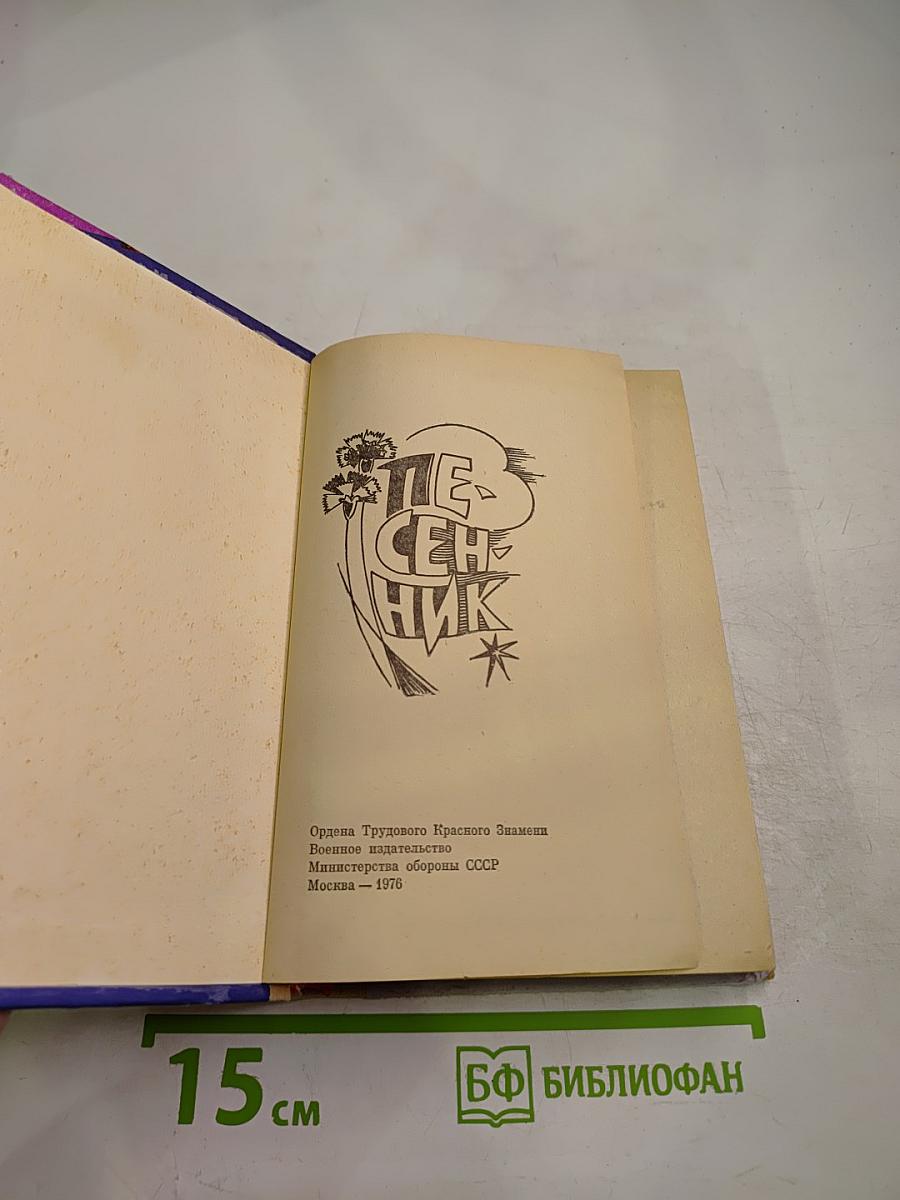 ПЕ-
СЕН-
НИК
Ордена Трудового Красного Знамени
Военное издательство
Министерства обороны СССР
Москва — 1976
15 см
БФ БИБЛИОФАН